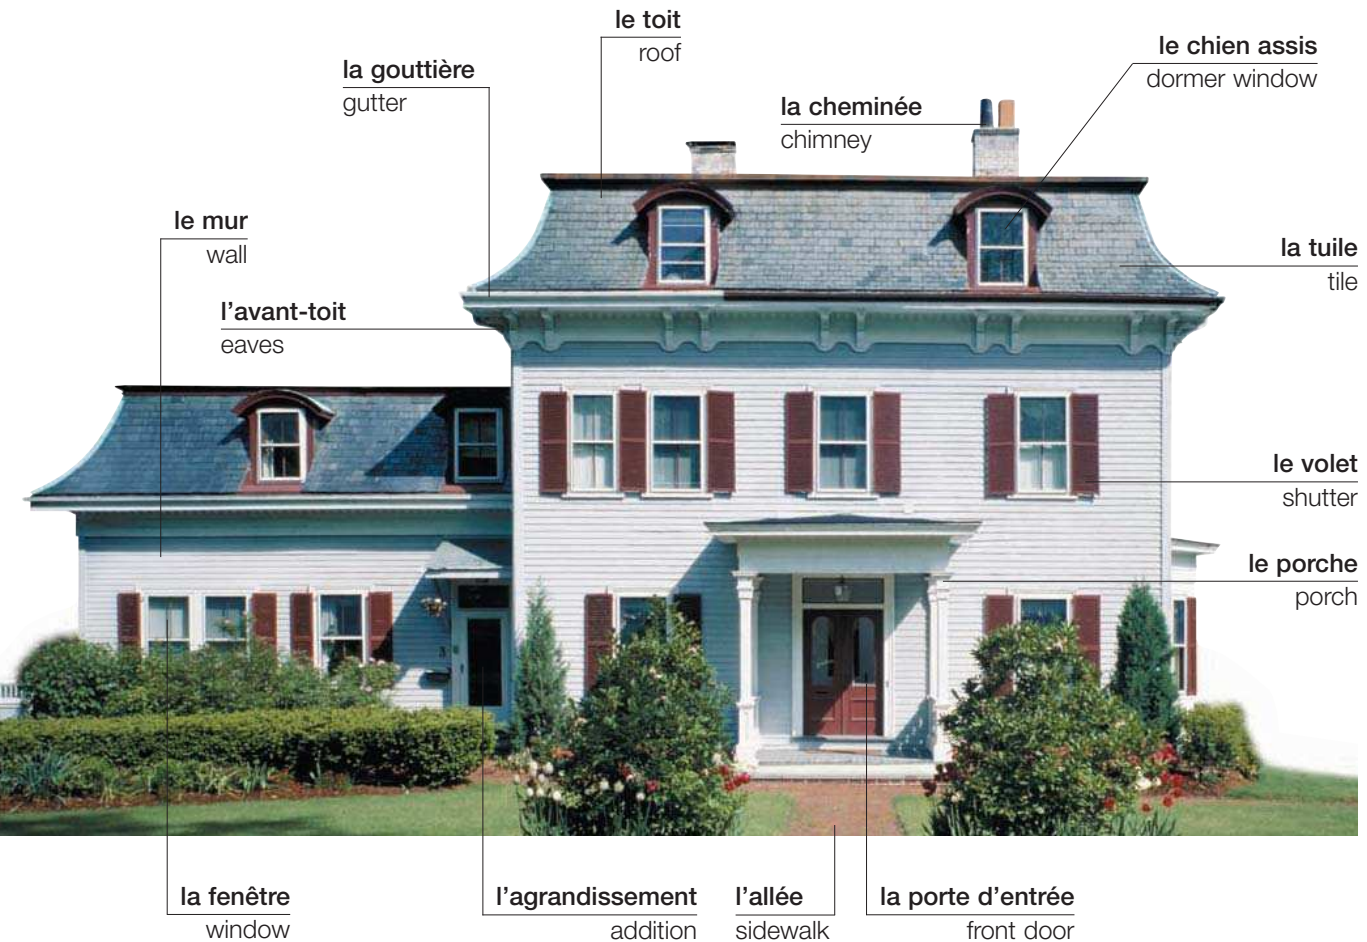 le toit
roof
le chien assis
dormer window
la gouttière
gutter
la cheminée
chimney
le mur
wall
la tuile
tile
l'avant-toit
eaves
le volet
shutter
le porche
porch
3
la fenêtre
window
l'agrandissement
addition
l'allée
sidewalk
la porte d'entrée
front door